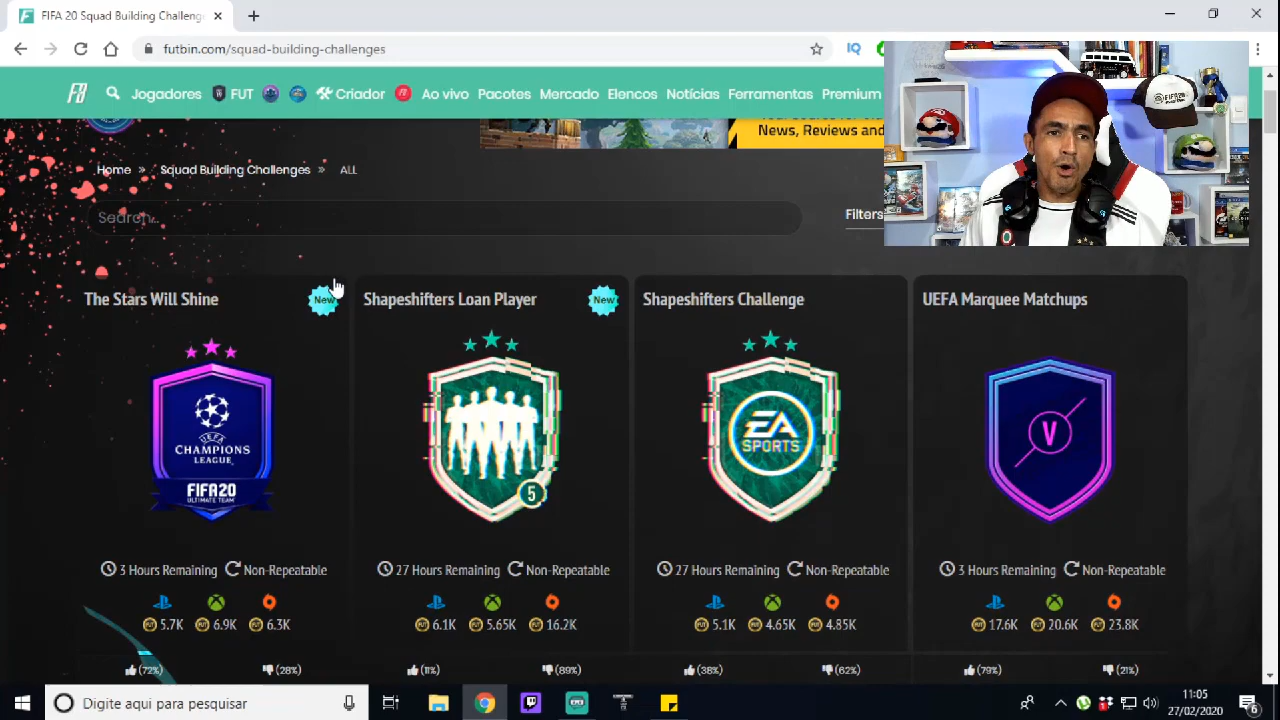 FIFA 20 Squad Building Challeng
futbin.com/squad-building-challenges
Jogadores FUT Criador Ao vivo Pacotes Mercado Elencos Notícias Ferramentas Premium
News, Reviews and
Home » Squad Building Challenges » ALL
Search..
Filters
The Stars Will Shine New
Shapeshifters Loan Player New
Shapeshifters Challenge
UEFA Marquee Matchups
UEFA
CHAMPIONS
LEAGUE
FIFA20
ULTIMATE TEAM
5
EA
SPORTS
V
3 Hours Remaining Non-Repeatable
27 Hours Remaining Non-Repeatable
27 Hours Remaining Non-Repeatable
3 Hours Remaining Non-Repeatable
5.7K 6.9K 6.3K
6.1K 5.65K 16.2K
5.1K 4.65K 4.85K
17.6K 20.6K 23.8K
(72%) (28%)
(11%) (89%)
(38%) (62%)
(79%) (21%)
Digite aqui para pesquisar
11:05
27/02/2020
6